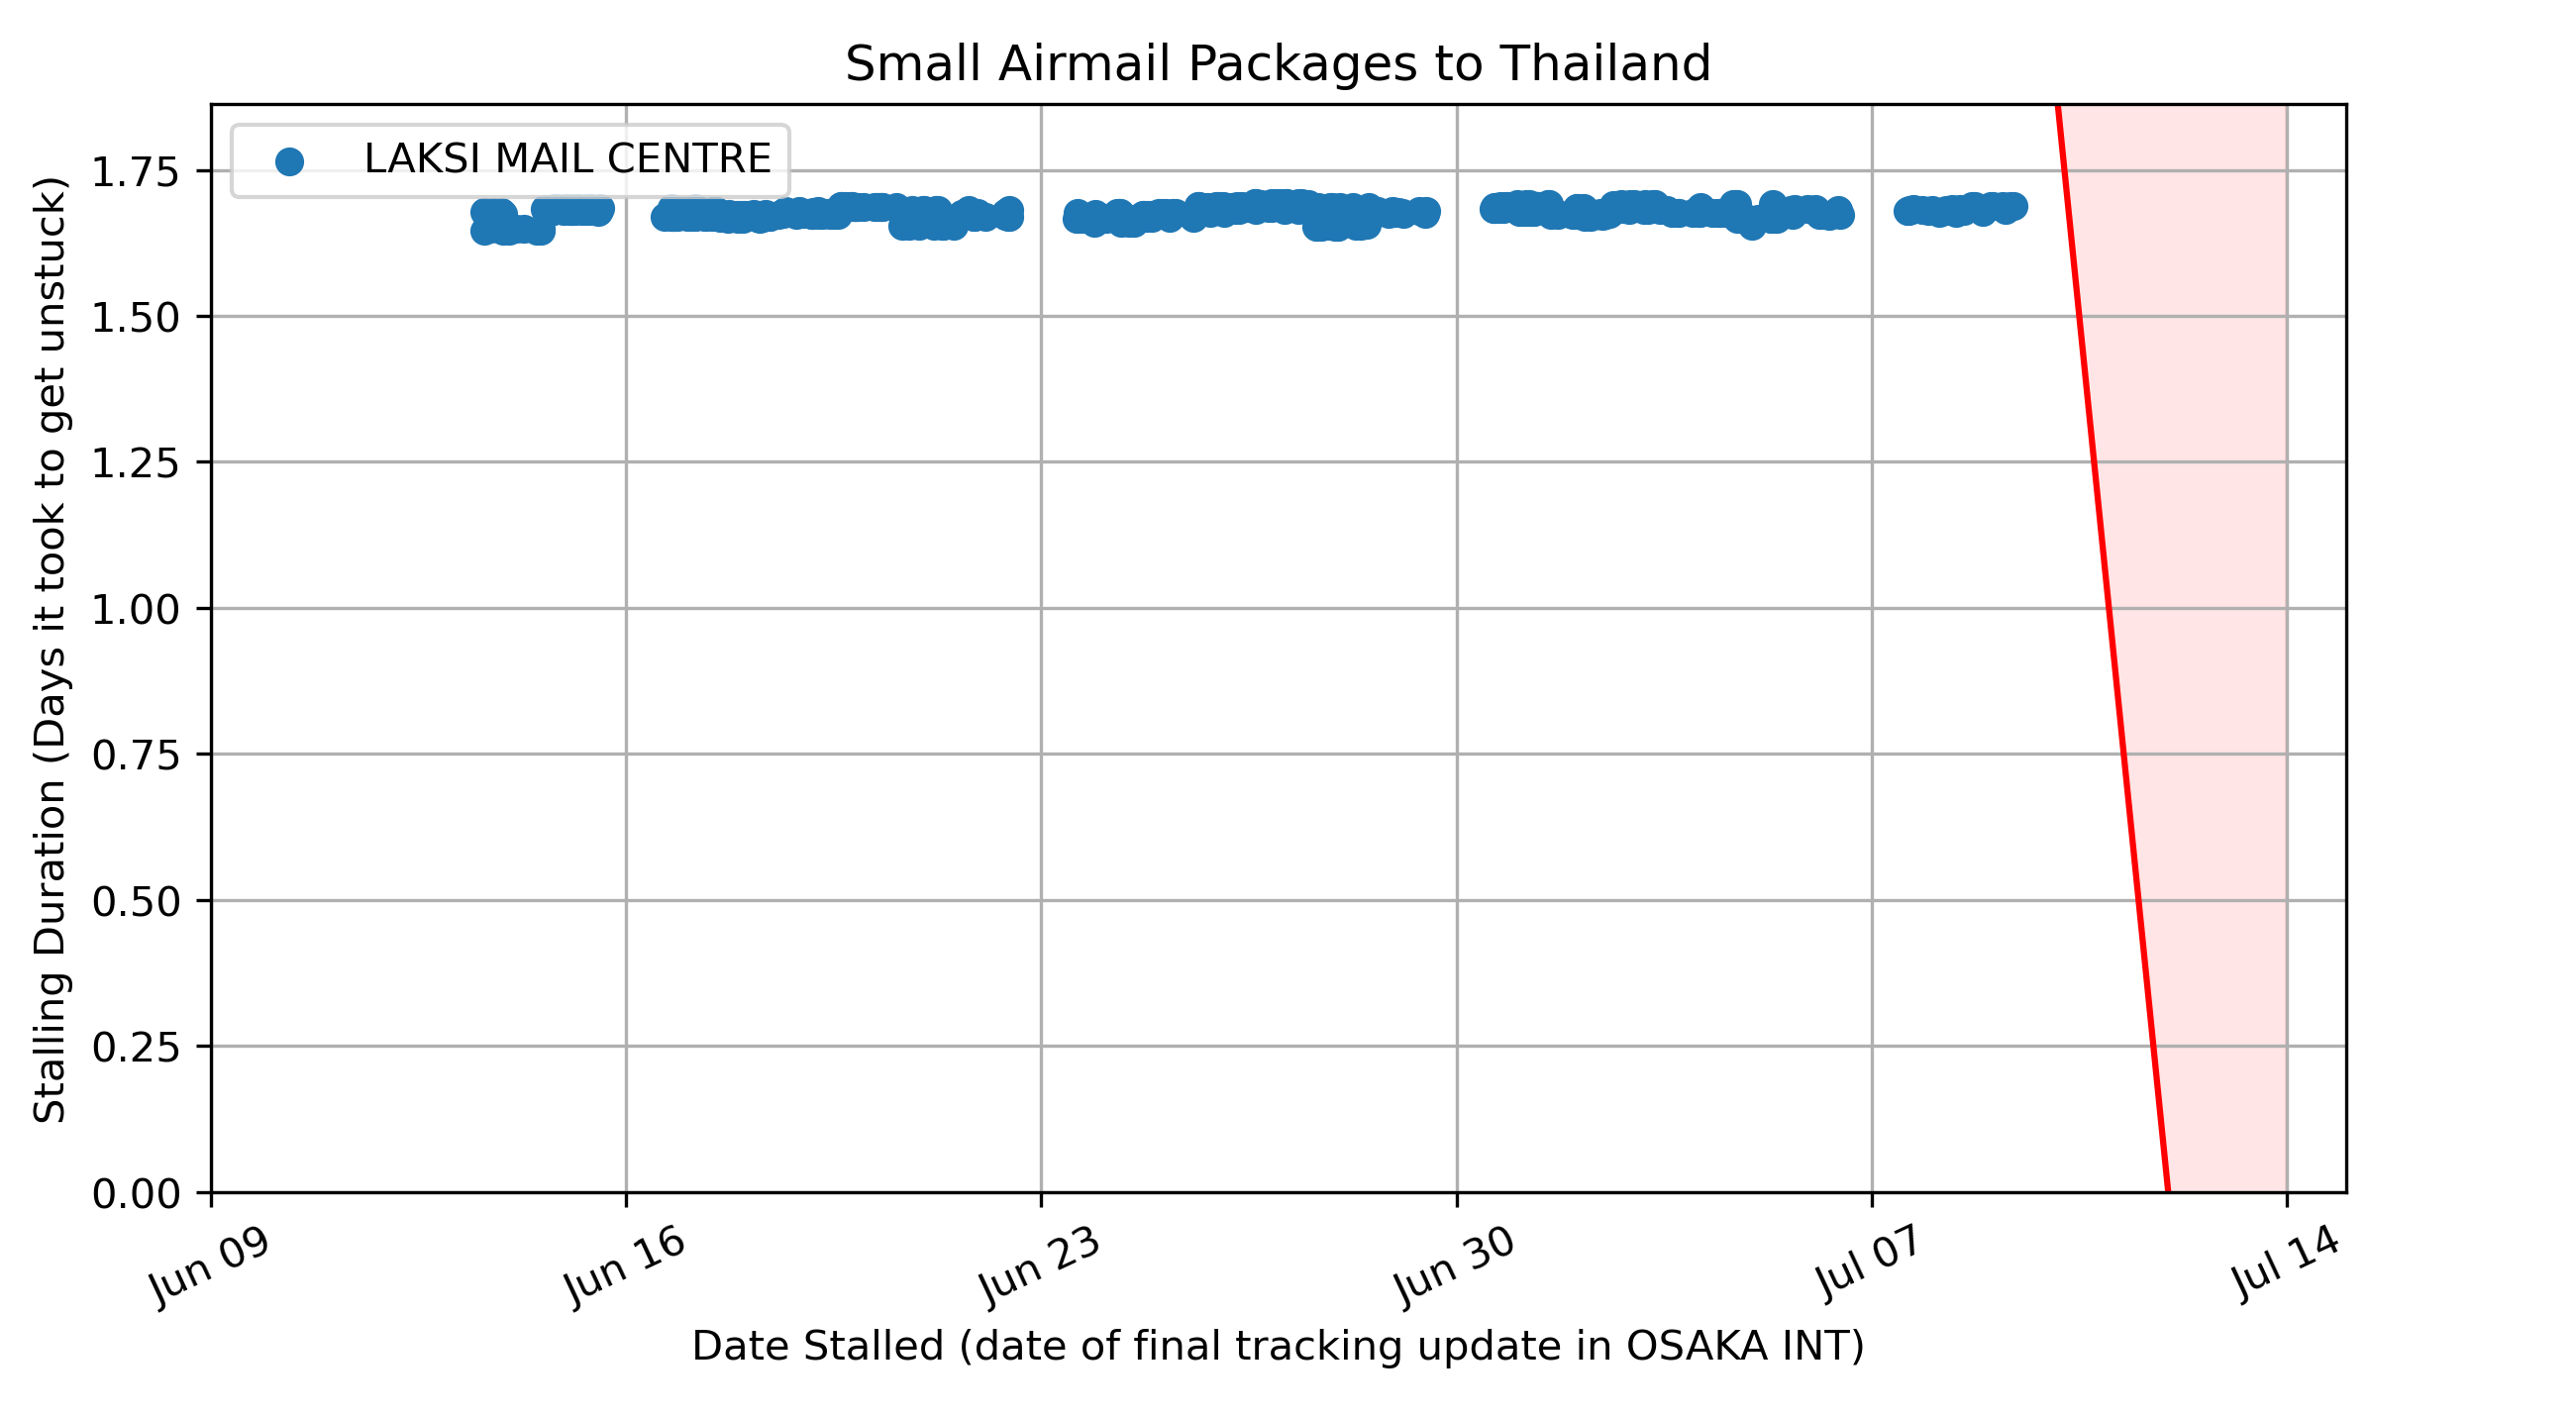 Small Airmail Packages to Thailand
LAKSI MAIL CENTRE
Stalling Duration (Days it took to get unstuck)
1.75
1.50
1.25
1.00
0.75
0.50
0.25
0.00
Jun 09
Jun 16
Jun 23
Jun 30
Jul 07
Jul 14
Date Stalled (date of final tracking update in OSAKA INT)